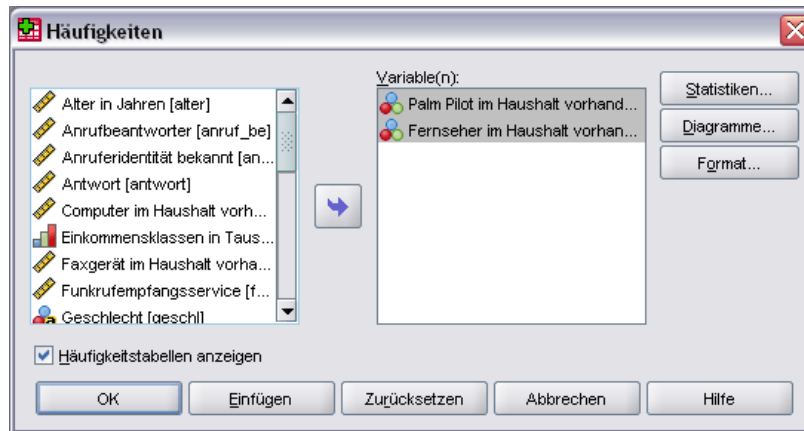 Häufigkeiten
Variable(n):
Alter in Jahren [alter]
Anrufbeantworter [anruf_be]
Anruferidentität bekannt [an...
Antwort [antwort]
Computer im Haushalt vorh...
Einkommensklassen in Taus...
Faxgerät im Haushalt vorha...
Funkrufempfangsservice [f...
Geschlecht [geschl]
Palm Pilot im Haushalt vorhand...
Fernseher im Haushalt vorhan...
Statistiken...
Diagramme...
Format...
Häufigkeitstabellen anzeigen
OK
Einfügen
Zurücksetzen
Abbrechen
Hilfe